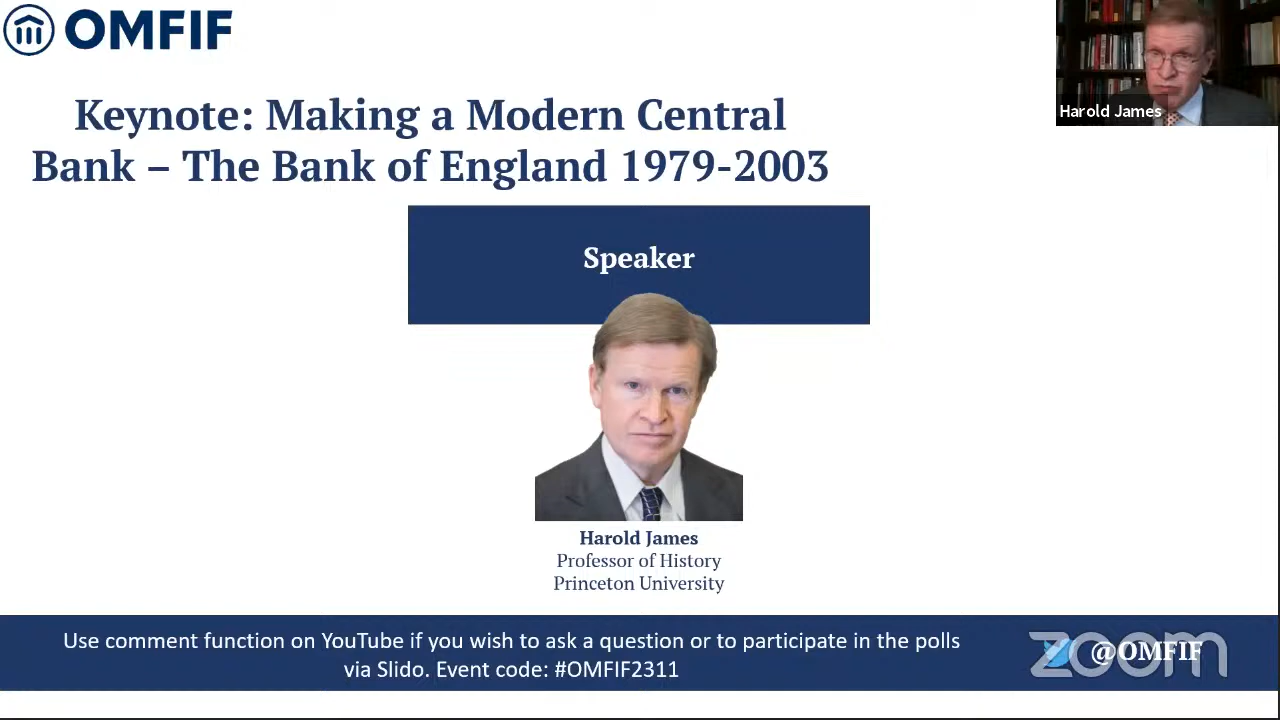 OMFIF
Harold James
Keynote: Making a Modern Central
Bank – The Bank of England 1979-2003
Speaker
Harold James
Professor of History
Princeton University
Use comment function on YouTube if you wish to ask a question or to participate in the polls
via Slido. Event code: #OMFIF2311
@OMFIF
zoom